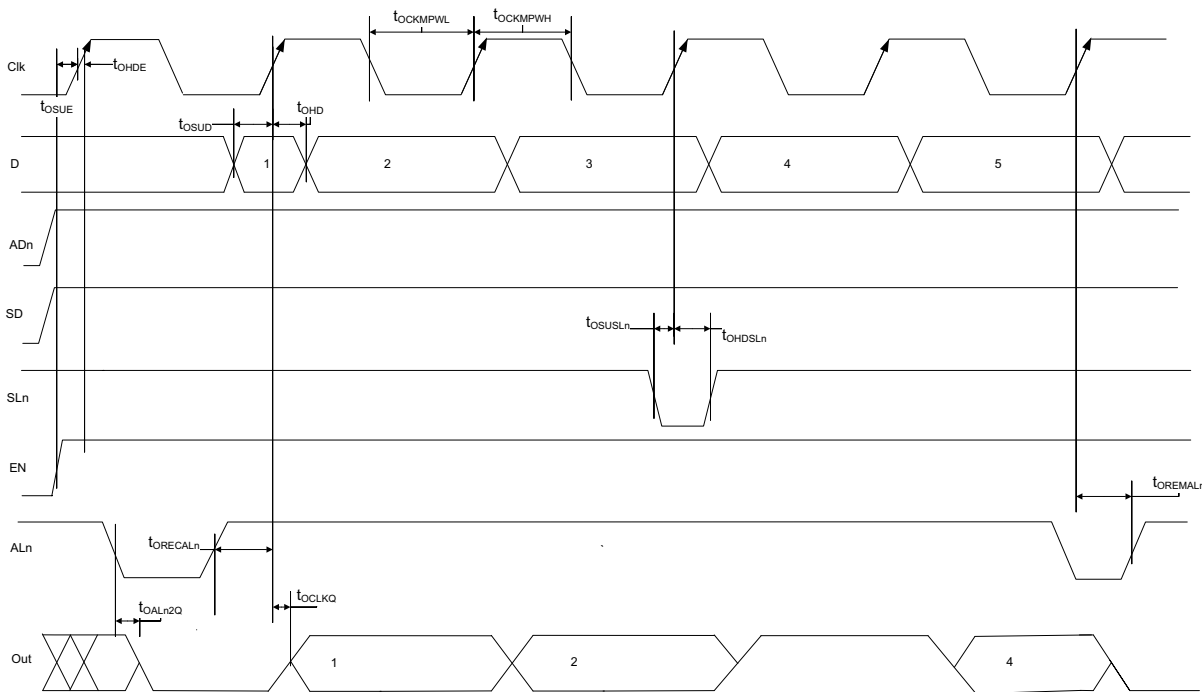 tOCKMPWL
tOCKMPWH
Clk
tOHDE
tOSUE
tOSUD
tOHD
D
1
2
3
4
5
ADn
SD
tOSUSLn
tOHDSLn
SLn
EN
tOREMALn
ALn
tORECALn
tOCLKQ
tOALn2Q
Out
1
2
4